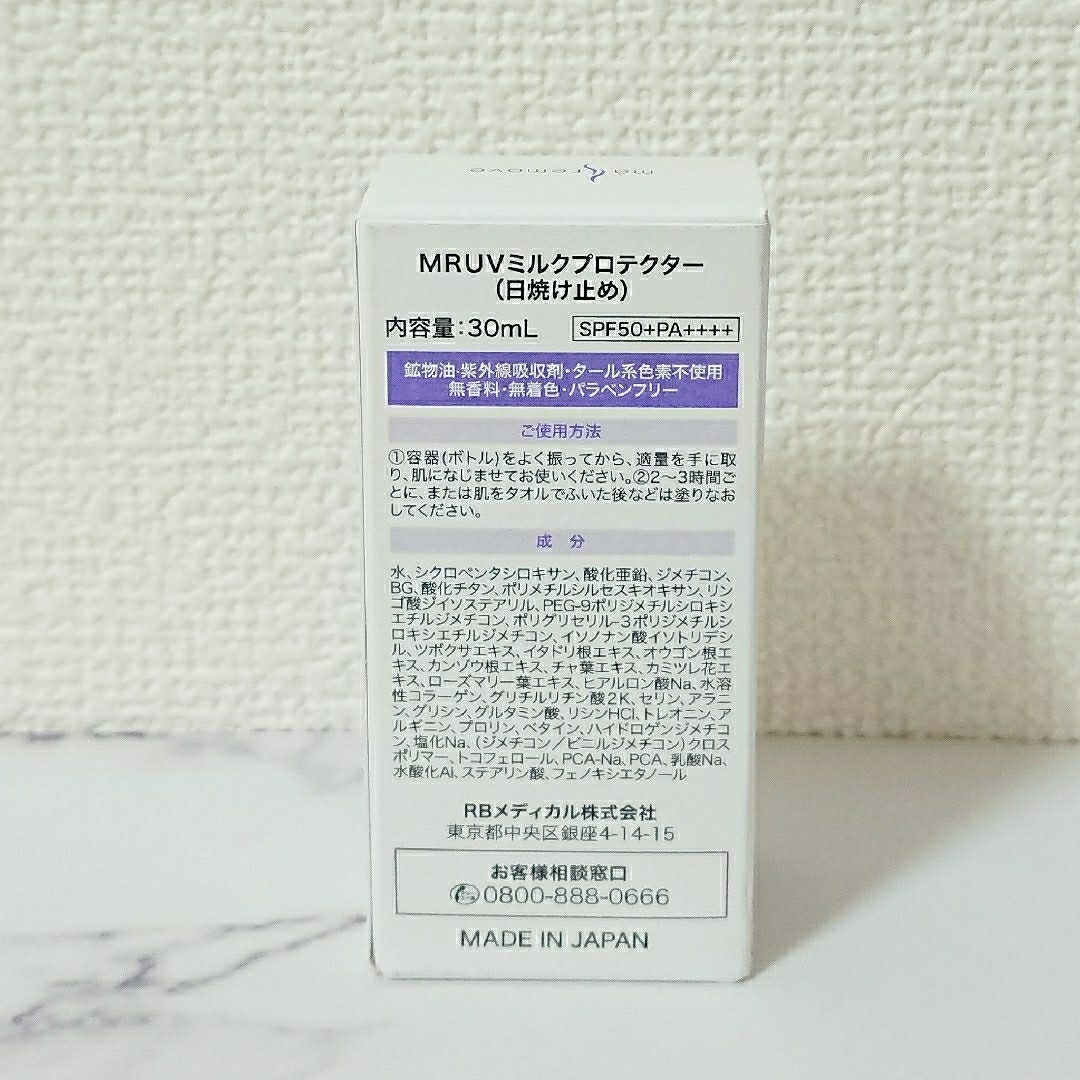 ma remove
MRUVミルクプロテクター
(日焼け止め)
内容量:30mL
SPF50+PA++++
鉱物油・紫外線吸収剤・タール系色素不使用
無香料・無着色・パラベンフリー
ご使用方法
①容器(ボトル)をよく振ってから、適量を手に取
り、肌になじませてお使いください。②2〜3時間ご
とに、または肌をタオルでふいた後などは塗りなお
してください。
成 分
水、シクロペンタシロキサン、酸化亜鉛、ジメチコン、
BG、酸化チタン、ポリメチルシルセスキオキサン、リン
ゴ酸ジイソステアリル、PEG-9ポリジメチルシロキシ
エチルジメチコン、ポリグリセリル-3ポリジメチルシ
ロキシエチルジメチコン、イソノナン酸イソトリデシ
ル、ツボクサエキス、イタドリ根エキス、オウゴン根エ
キス、カンゾウ根エキス、チャ葉エキス、カミツレ花エ
キス、ローズマリー葉エキス、ヒアルロン酸Na、水溶
性コラーゲン、グリチルリチン酸2K、セリン、アラニ
ン、グリシン、グルタミン酸、リシンHCl、トレオニン、ア
ルギニン、プロリン、ベタイン、ハイドロゲンジメチコ
ン、塩化Na、(ジメチコン/ビニルジメチコン)クロス
ポリマー、トコフェロール、PCA-Na、PCA、乳酸Na、
水酸化Al、ステアリン酸、フェノキシエタノール
RBメディカル株式会社
東京都中央区銀座4-14-15
お客様相談窓口
0800-888-0666
MADE IN JAPAN